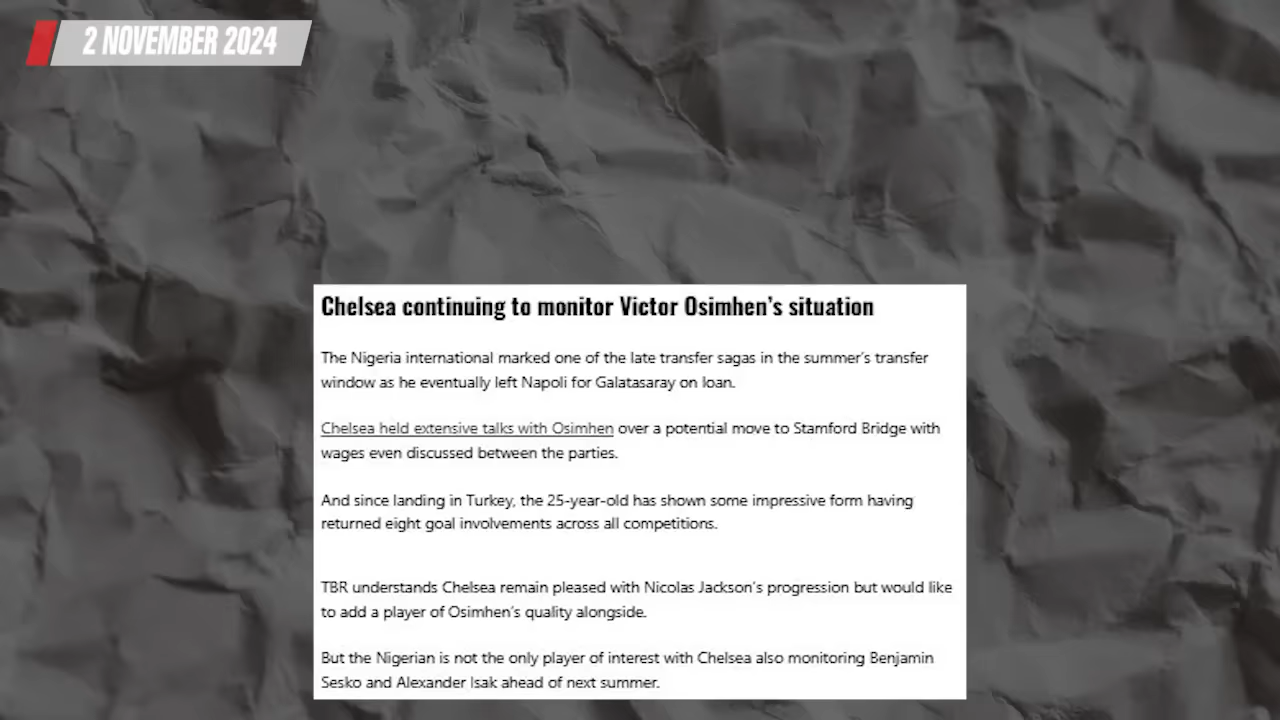 2 NOVEMBER 2024
Chelsea continuing to monitor Victor Osimhen's situation
The Nigeria international marked one of the late transfer sagas in the summer's transfer
window as he eventually left Napoli for Galatasaray on loan.
Chelsea held extensive talks with Osimhen over a potential move to Stamford Bridge with
wages even discussed between the parties.
And since landing in Turkey, the 25-year-old has shown some impressive form having
returned eight goal involvements across all competitions.
TBR understands Chelsea remain pleased with Nicolas Jackson's progression but would like
to add a player of Osimhen's quality alongside.
But the Nigerian is not the only player of interest with Chelsea also monitoring Benjamin
Sesko and Alexander Isak ahead of next summer.